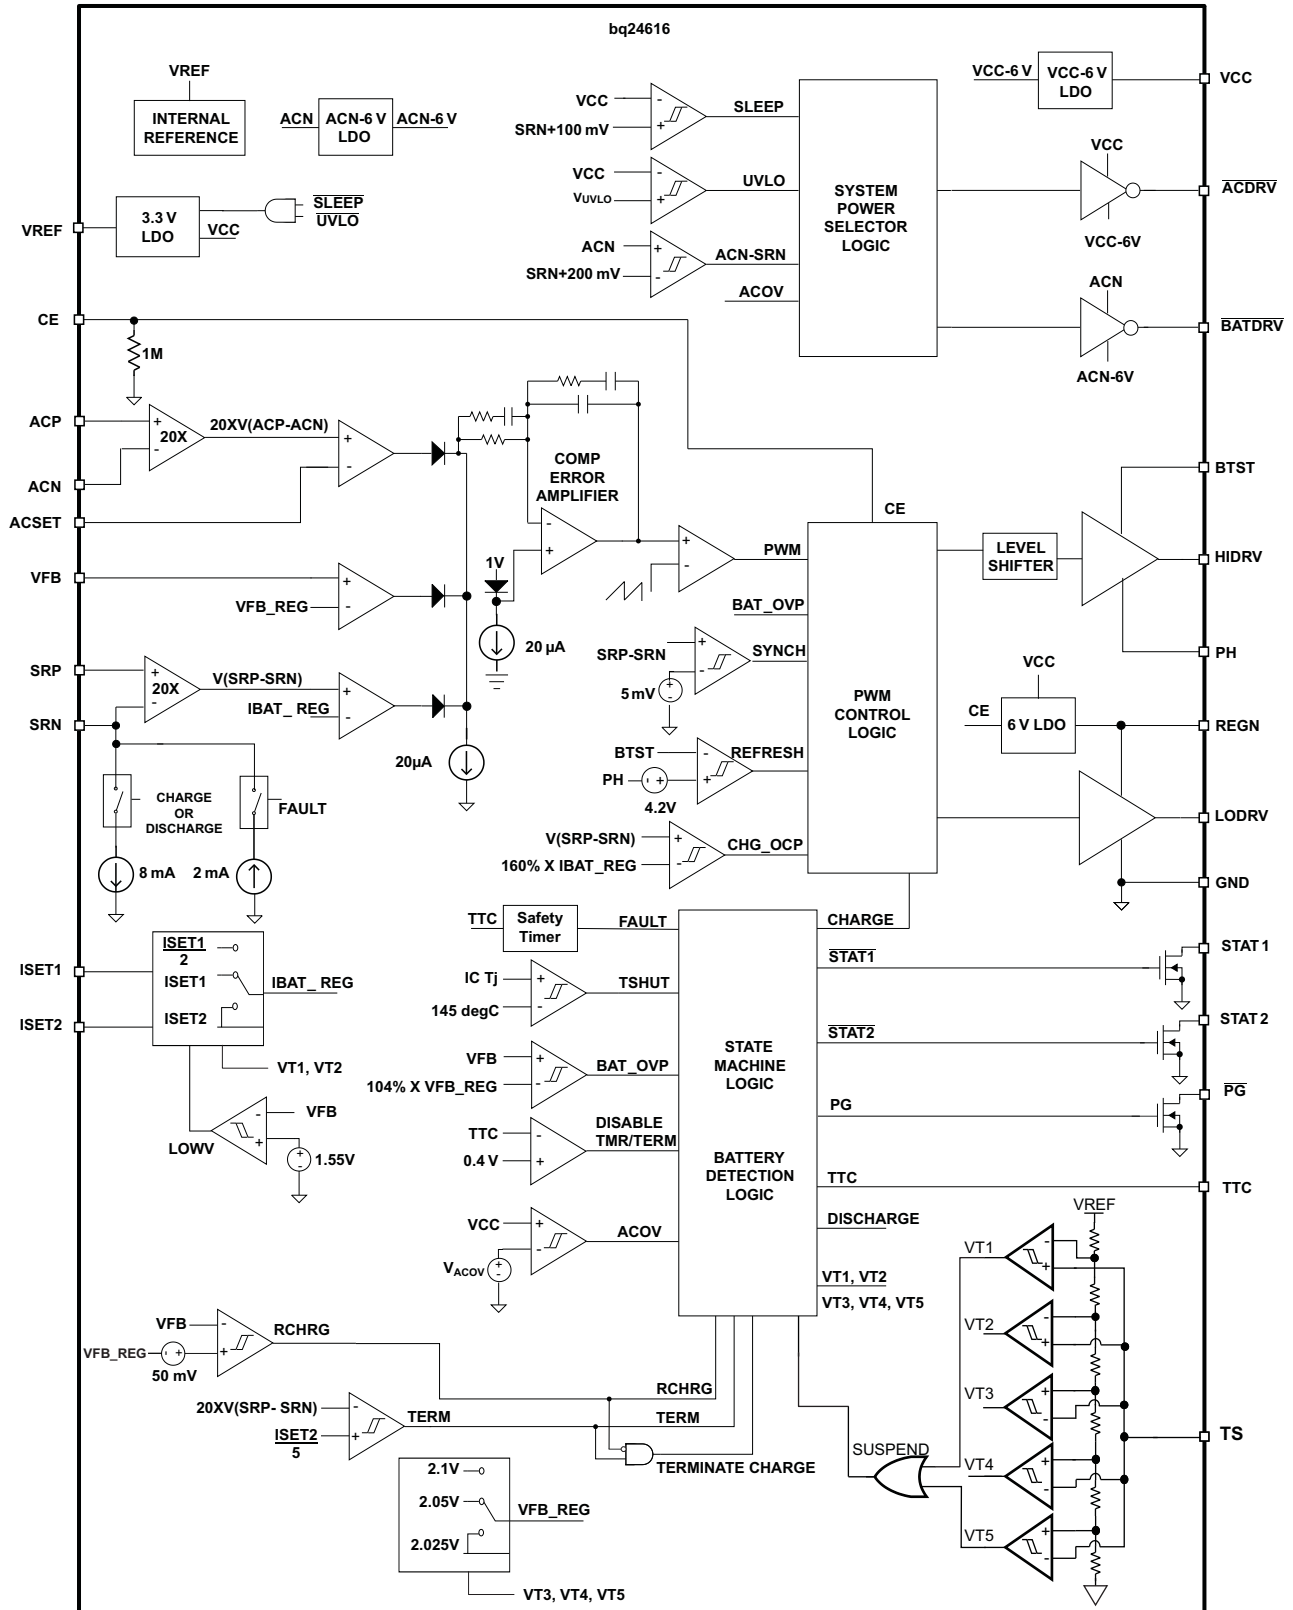 bq24616
VREF
INTERNAL
REFERENCE
ACN
ACN-6 V
LDO
ACN-6 V
VCC
SRN+100 mV
-
+
SLEEP
VCC
VUVLO
-
+
UVLO
ACN
SRN+200 mV
+
-
ACN-SRN
ACOV
SYSTEM
POWER
SELECTOR
LOGIC
VCC-6 V
VCC-6 V
LDO
VCC
VCC
ACDRV
VCC-6V
ACN
BATDRV
ACN-6V
VREF
3.3 V
LDO
VCC
SLEEP
UVLO
CE
1M
ACP
+
20X
-
20XV(ACP-ACN)
+
-
ACN
ACSET
COMP
ERROR
AMPLIFIER
-
+
1V
20 µA
VFB
+
VFB_REG
-
SRP
+
20X
-
V(SRP-SRN)
+
IBAT_ REG
-
SRN
20µA
CHARGE
OR
DISCHARGE
FAULT
8 mA
2 mA
+
-
PWM
BAT_OVP
SRP-SRN
+
-
SYNCH
5 mV
+
-
BTST
-
REFRESH
PH
- +
+
4.2V
V(SRP-SRN)
+
CHG_OCP
160% X IBAT_REG
-
CE
PWM
CONTROL
LOGIC
LEVEL
SHIFTER
BTST
HIDRV
PH
VCC
CE
6 V LDO
REGN
LODRV
GND
ISET1
ISET2
ISET1
2
ISET1
ISET2
IBAT_ REG
VT1, VT2
LOWV
-
+
VFB
+
-
1.55V
TTC
Safety
Timer
FAULT
IC Tj
+
TSHUT
145 degC
-
VFB
+
BAT_OVP
104% X VFB_REG
-
TTC
-
DISABLE
TMR/TERM
0.4 V
+
VCC
+
ACOV
-
VACOV
+
-
STATE
MACHINE
LOGIC
BATTERY
DETECTION
LOGIC
CHARGE
STAT1
STAT2
PG
TTC
DISCHARGE
VT1, VT2
VT3, VT4, VT5
STAT 1
STAT 2
PG
TTC
TS
VFB
-
RCHRG
VFB_REG
- +
+
50 mV
RCHRG
20XV(SRP- SRN)
-
TERM
TERM
ISET2
5
+
TERMINATE CHARGE
2.1V
2.05V
VFB_REG
2.025V
VT3, VT4, VT5
SUSPEND
VREF
VT1
-
+
VT2
-
+
VT3
+
-
VT4
+
-
VT5
+
-